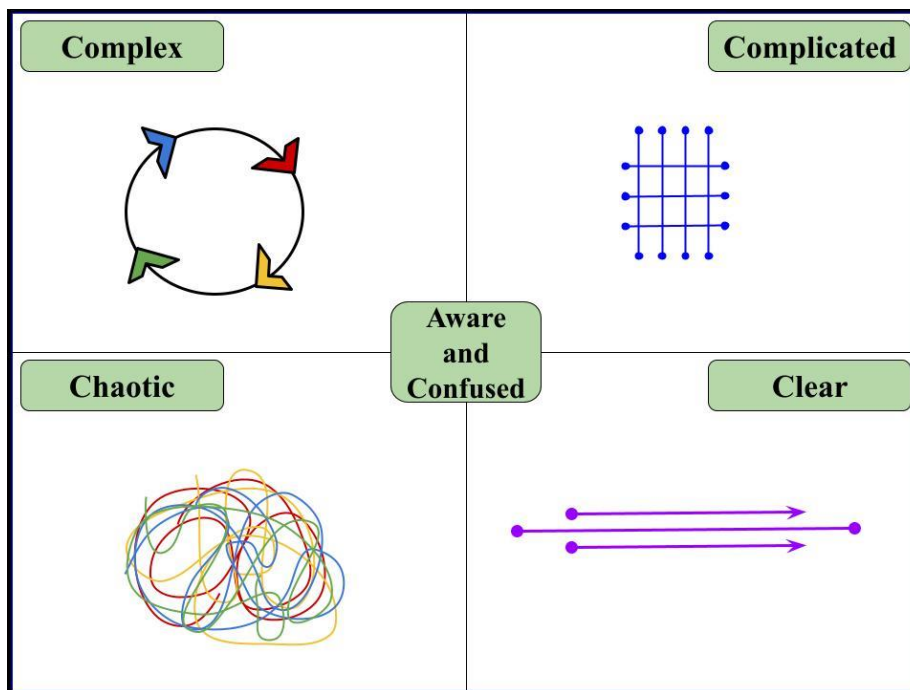 Complex
Complicated
Aware
and
Confused
Chaotic
Clear